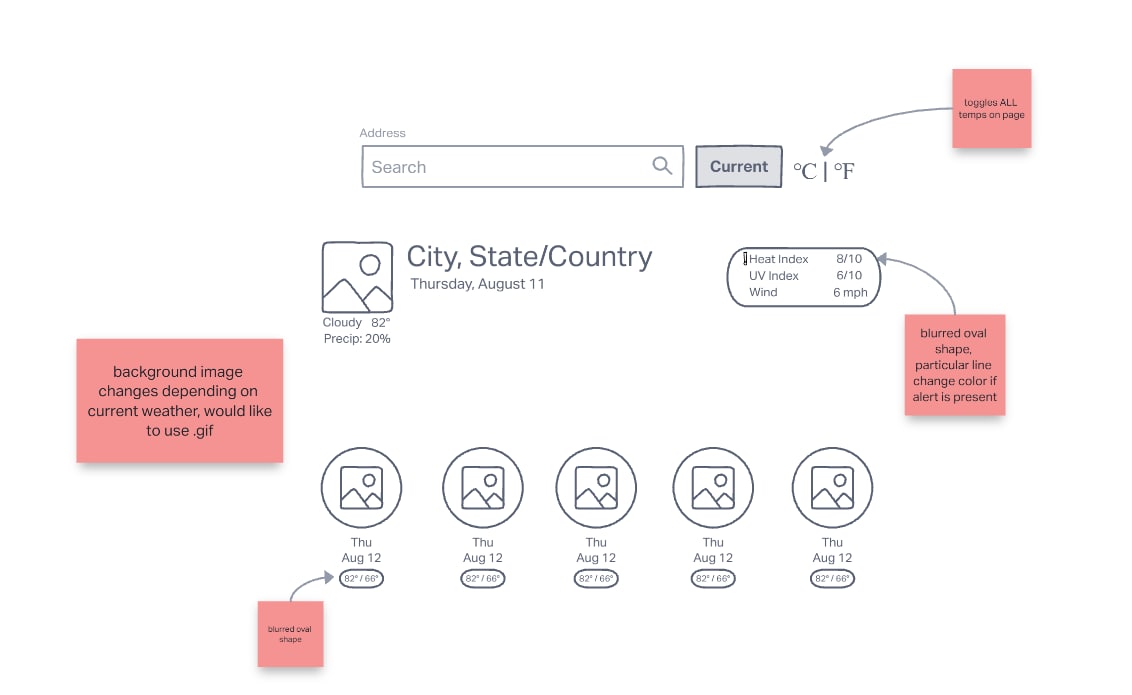 toggles ALL
temps on page
Address
Search
Current
°C | °F
City, State/Country
Thursday, August 11
Cloudy 82°
Precip: 20%
Heat Index 8/10
UV Index 6/10
Wind 6 mph
blurred oval
shape,
particular line
change color if
alert is present
background image
changes depending on
current weather, would like
to use .gif
Thu
Aug 12
82° / 66°
Thu
Aug 12
82° / 66°
Thu
Aug 12
82° / 66°
Thu
Aug 12
82° / 66°
Thu
Aug 12
82° / 66°
blurred oval
shape